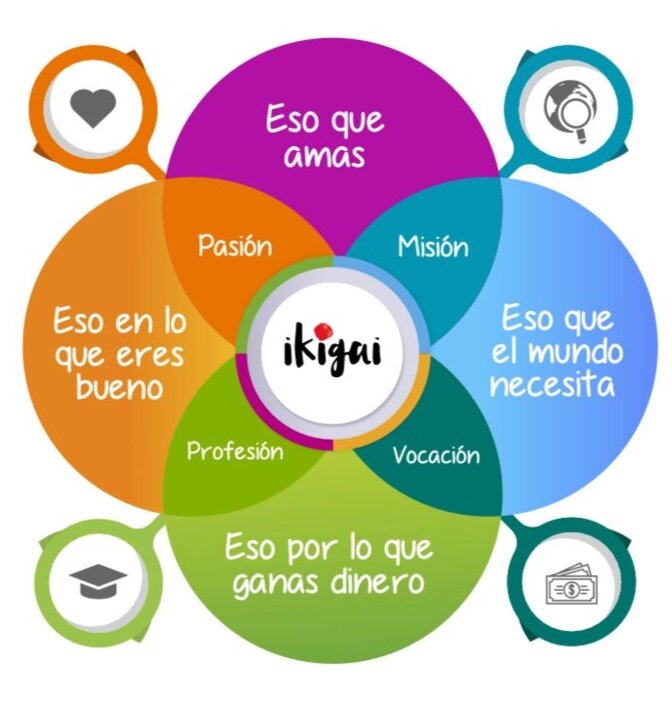 Eso que
amas
Pasión
Misión
Eso en lo
que eres
bueno
ikigai
Eso que
el mundo
necesita
Profesión
Vocación
Eso por lo que
ganas dinero
$